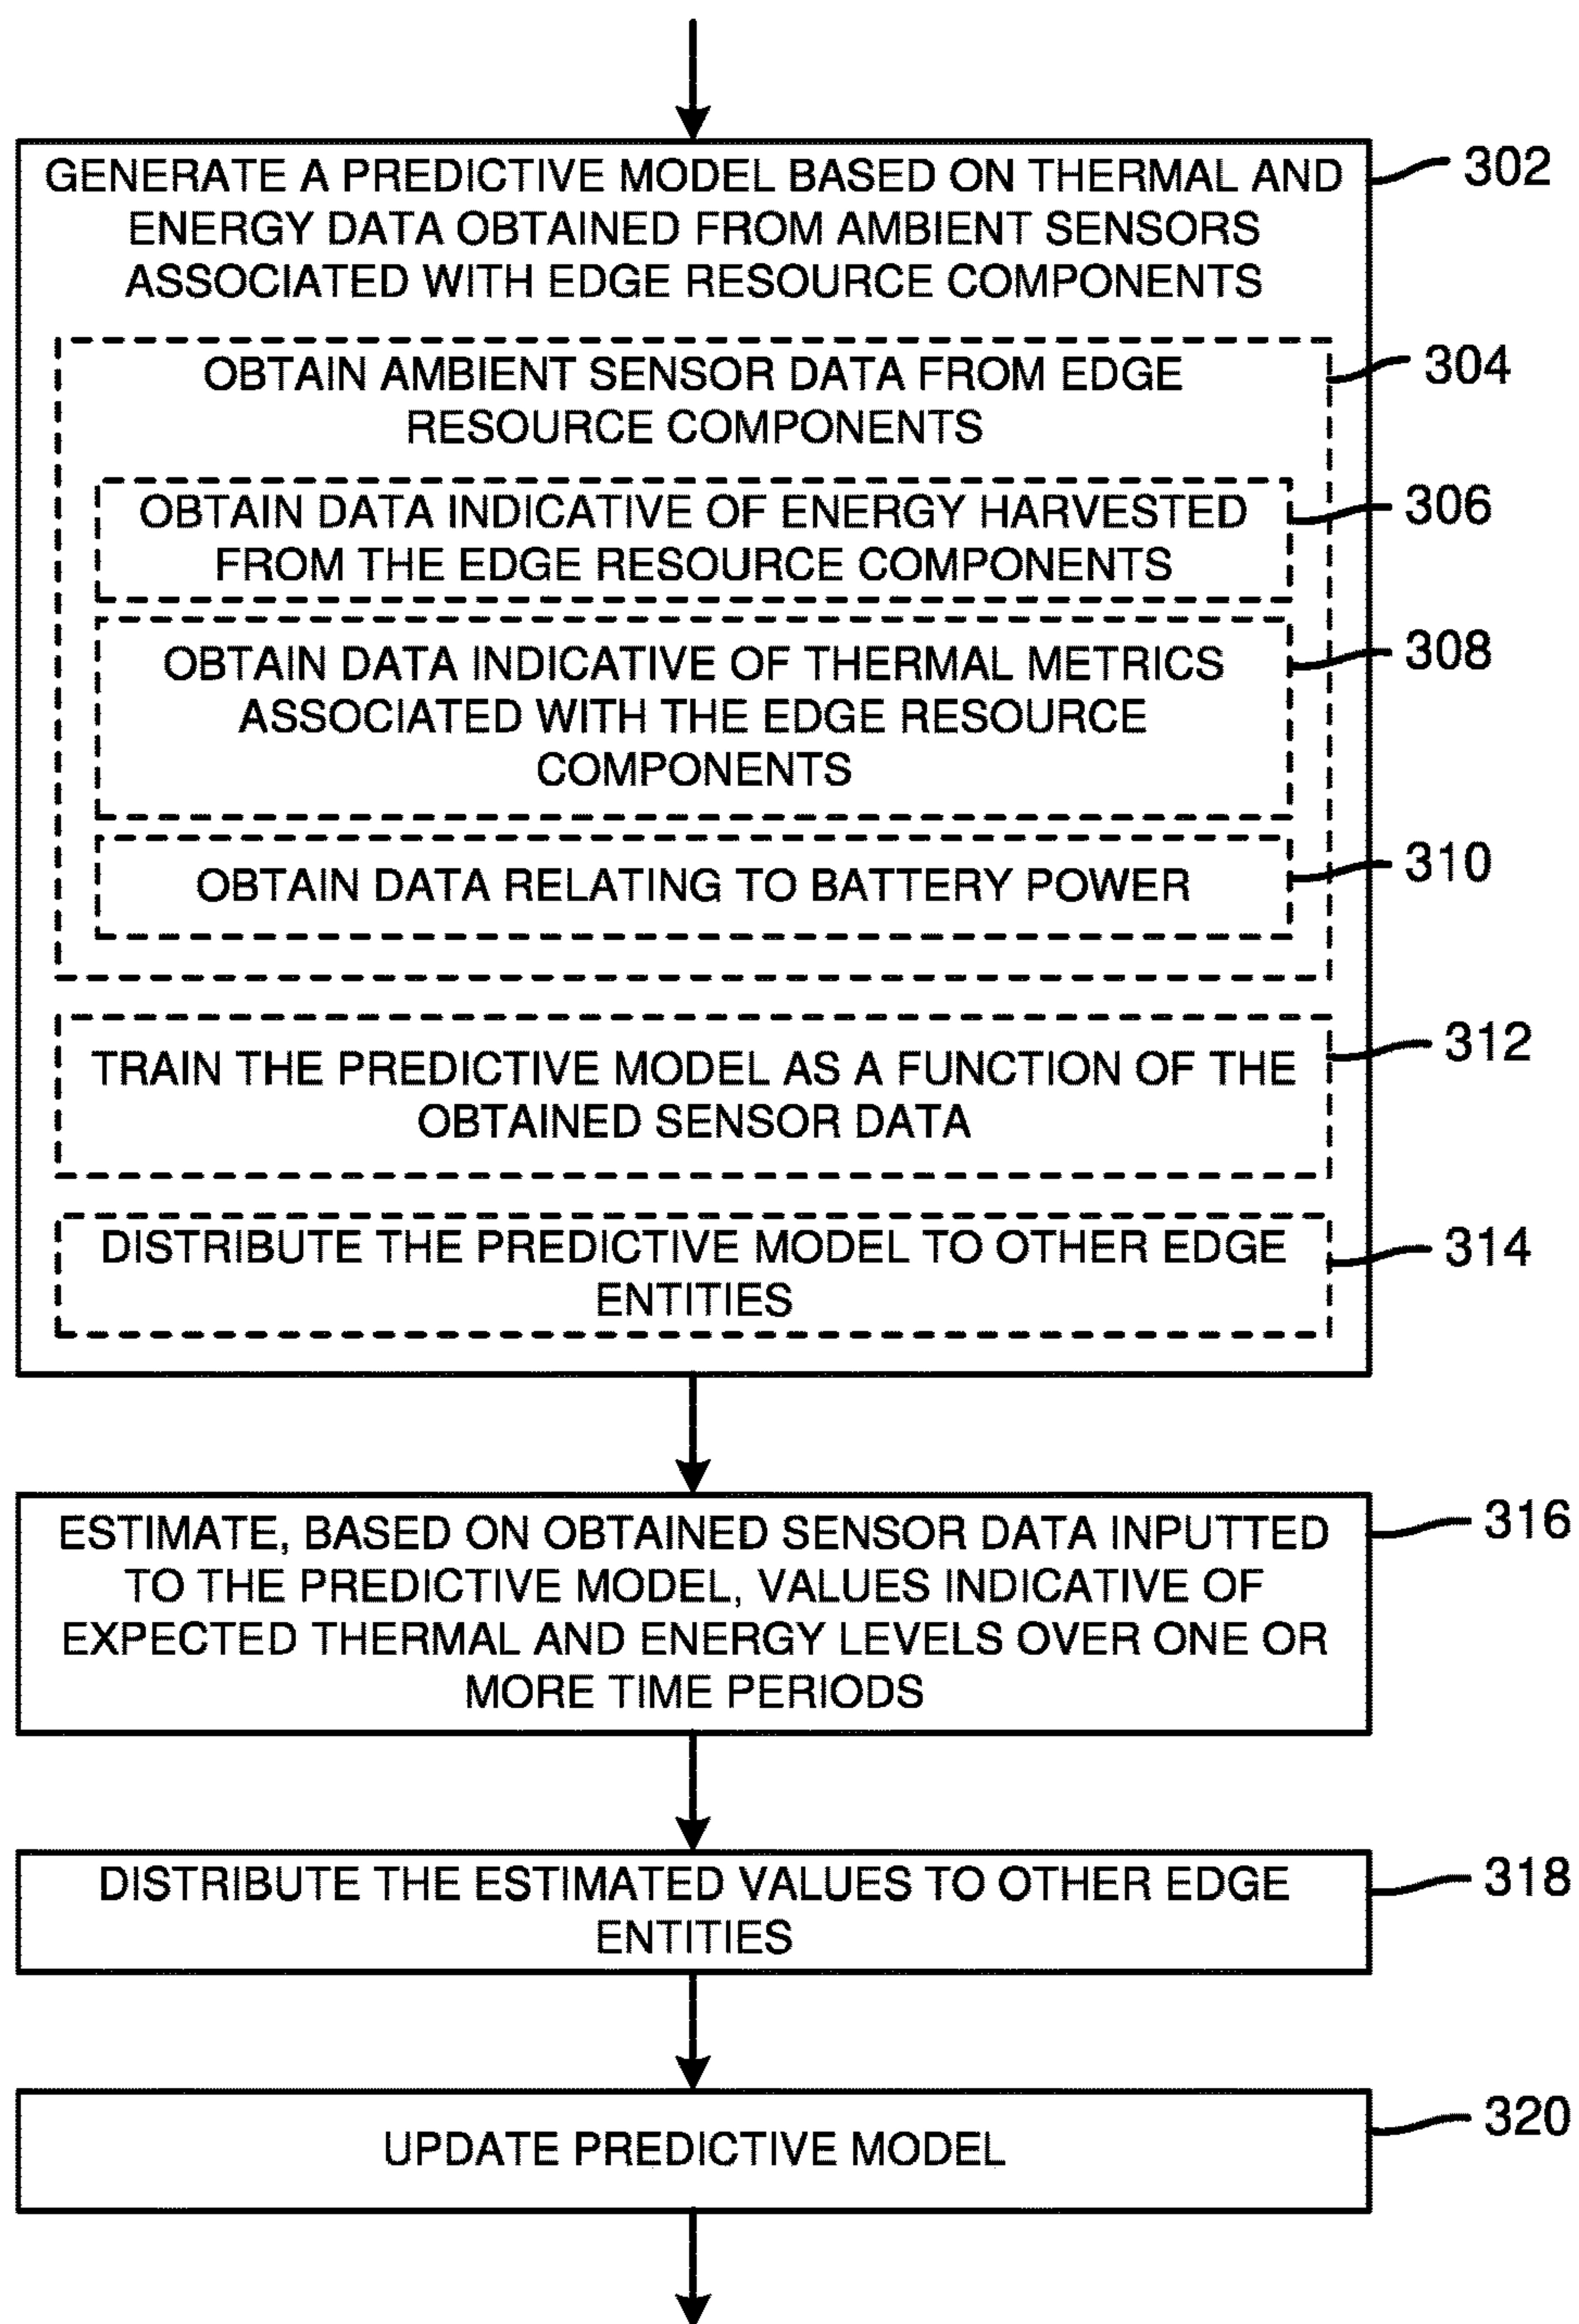 GENERATE A PREDICTIVE MODEL BASED ON THERMAL AND
ENERGY DATA OBTAINED FROM AMBIENT SENSORS
ASSOCIATED WITH EDGE RESOURCE COMPONENTS
302
OBTAIN AMBIENT SENSOR DATA FROM EDGE
RESOURCE COMPONENTS
304
OBTAIN DATA INDICATIVE OF ENERGY HARVESTED
FROM THE EDGE RESOURCE COMPONENTS
306
OBTAIN DATA INDICATIVE OF THERMAL METRICS
ASSOCIATED WITH THE EDGE RESOURCE
COMPONENTS
308
OBTAIN DATA RELATING TO BATTERY POWER
310
TRAIN THE PREDICTIVE MODEL AS A FUNCTION OF THE
OBTAINED SENSOR DATA
312
DISTRIBUTE THE PREDICTIVE MODEL TO OTHER EDGE
ENTITIES
314
ESTIMATE, BASED ON OBTAINED SENSOR DATA INPUTTED
TO THE PREDICTIVE MODEL, VALUES INDICATIVE OF
EXPECTED THERMAL AND ENERGY LEVELS OVER ONE OR
MORE TIME PERIODS
316
DISTRIBUTE THE ESTIMATED VALUES TO OTHER EDGE
ENTITIES
318
UPDATE PREDICTIVE MODEL
320